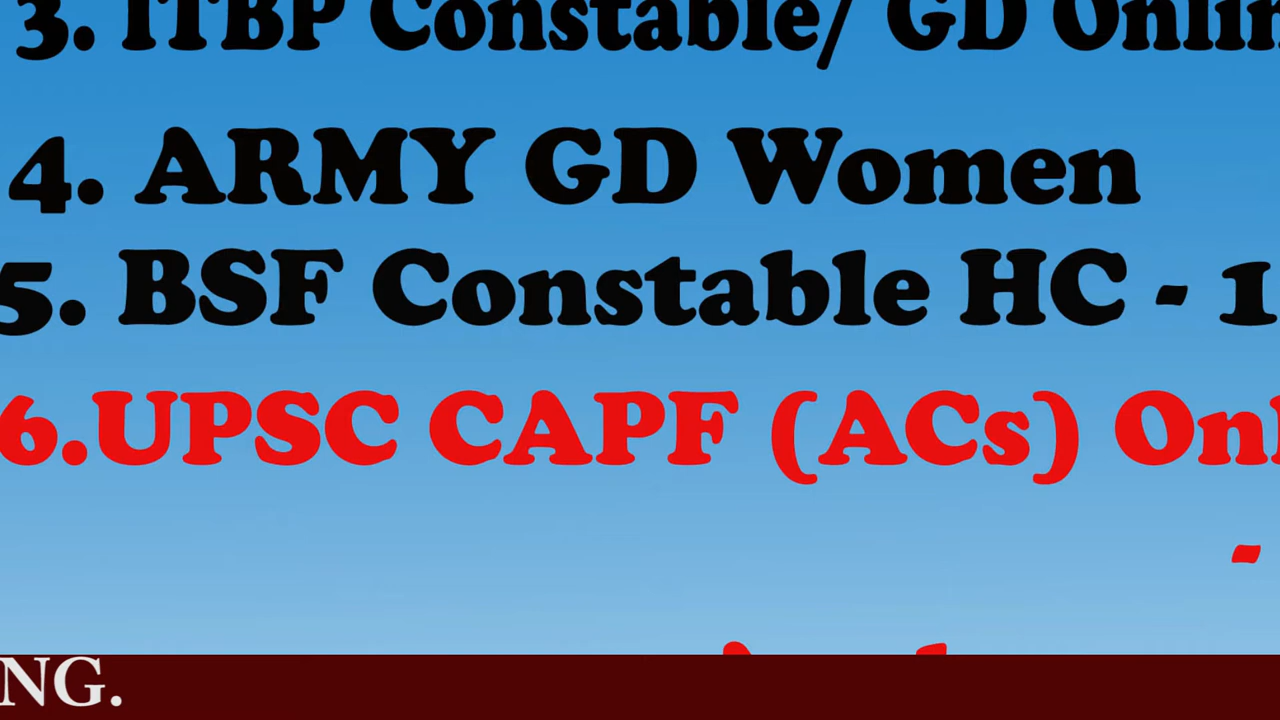 3. ITBP Constable/ GD
4. ARMY GD Women
5. BSF Constable HC - 1
6.UPSC CAPF (ACs)
-
NG.